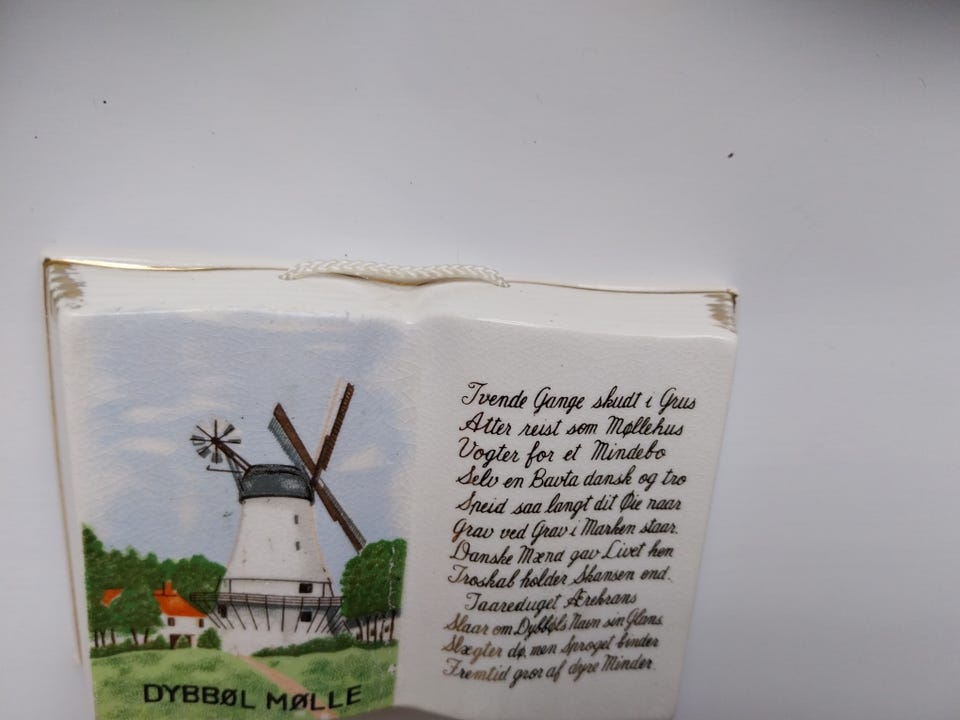 DYBBØL MØLLE
Tvende Gange skudt i Grus
Atter reist som Møllehus
Vogter for et Mindebo
Selv en Bavta dansk og tro
Speid saa langt dit Øie naar
Grav ved Grav i Marken staar.
Danske Mænd gav Livet hen
Troskab holder Skansen end.
Taareduget Ærekrans
Slaar om Dybbøls Navn sin Glans.
Slægter dø, men Sproget binder
Fremtid gror af dyre Minder.